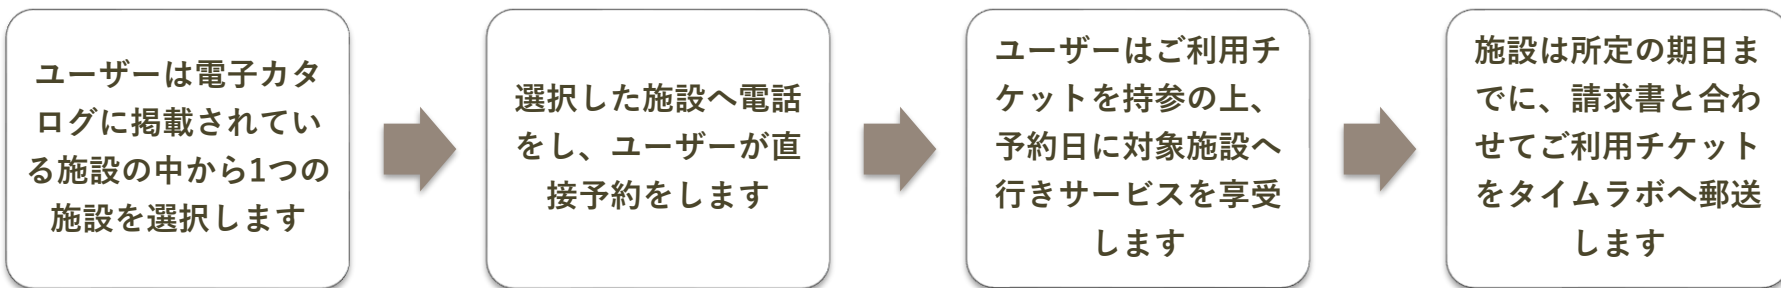 ユーザーは電子カタ
ログに掲載されてい
る施設の中から1つの
施設を選択します
選択した施設へ電話
をし、ユーザーが直
接予約をします
ユーザーはご利用チ
ケットを持参の上、
予約日に対象施設へ
行きサービスを享受
します
施設は所定の期日ま
でに、請求書と合わ
せてご利用チケット
をタイムラボへ郵送
します